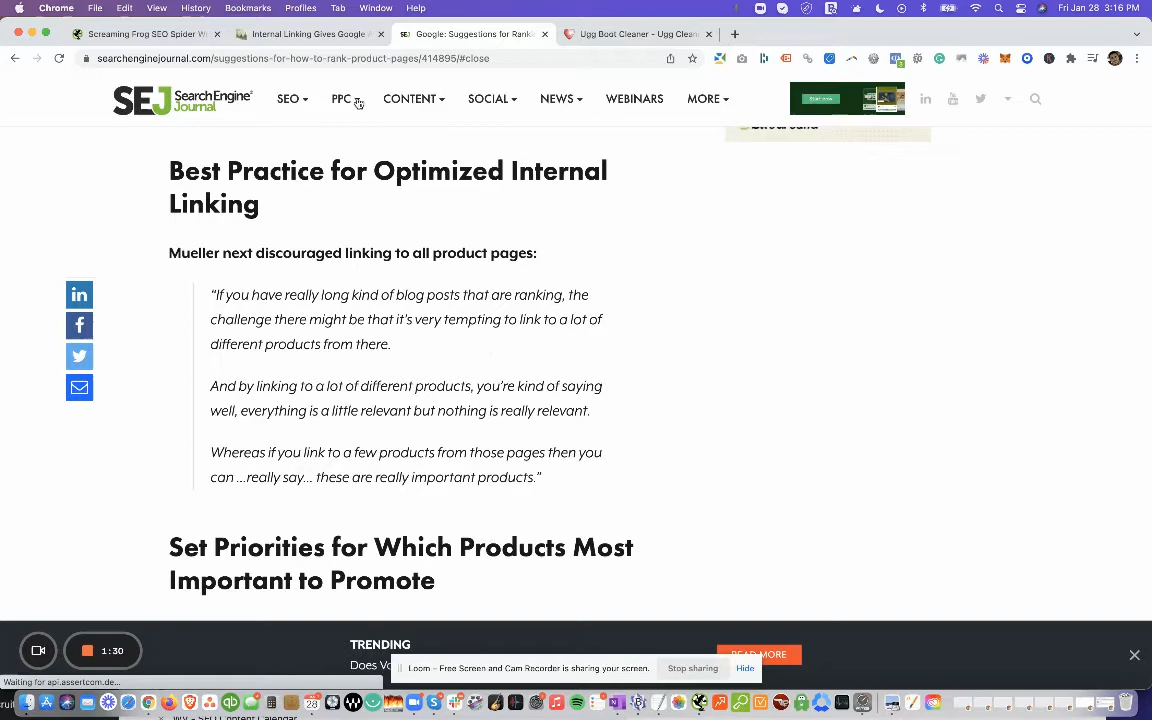 Chrome File Edit View History Bookmarks Profiles Tab Window Help
Fri Jan 28 3:16 PM
Screaming Frog SEO Spider W
Internal Linking Gives Google A
Google: Suggestions for Ranki
Ugg Boot Cleaner - Ugg Clean
searchenginejournal.com/suggestions-for-how-to-rank-product-pages/414895/#close
SEJ Search Engine Journal
SEO PPC CONTENT SOCIAL NEWS WEBINARS MORE
Start now
Best Practice for Optimized Internal
Linking
Mueller next discouraged linking to all product pages:
“If you have really long kind of blog posts that are ranking, the
challenge there might be that it’s very tempting to link to a lot of
different products from there.
And by linking to a lot of different products, you’re kind of saying
well, everything is a little relevant but nothing is really relevant.
Whereas if you link to a few products from those pages then you
can …really say… these are really important products.”
Set Priorities for Which Products Most
Important to Promote
1:30
TRENDING
Does Yo
READ MORE
Loom – Free Screen and Cam Recorder is sharing your screen.
Stop sharing
Hide
Waiting for api.assertcom.de...
WV - SEO Content Calendar